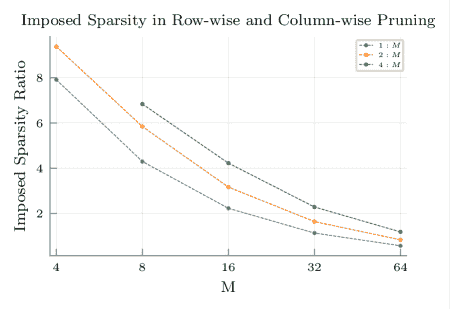 Imposed Sparsity in Row-wise and Column-wise Pruning
1 : M
2 : M
4 : M
Imposed Sparsity Ratio
8
6
4
2
4 8 16 32 64
M